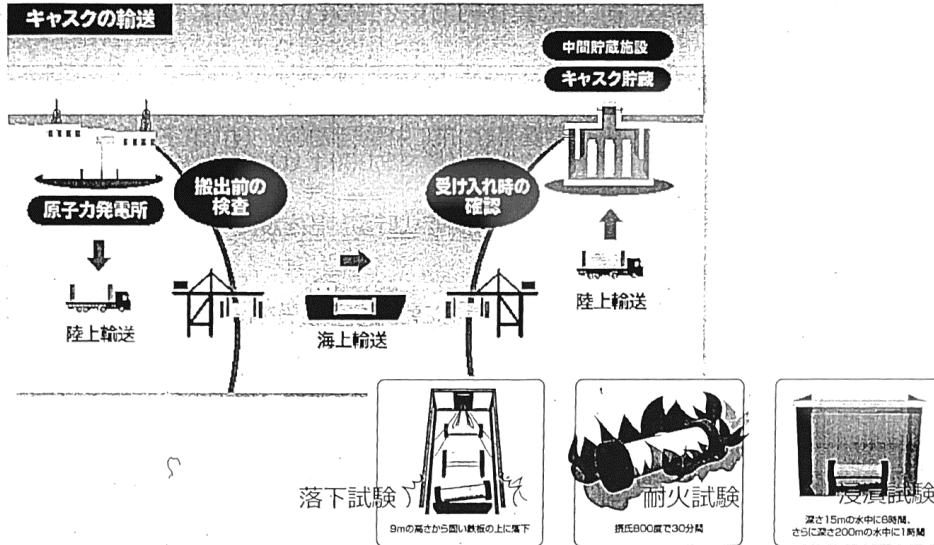 キャスクの輸送
中間貯蔵施設
キャスク貯蔵
搬出前の
検査
受け入れ時の
確認
原子力発電所
陸上輸送
海上輸送
陸上輸送
落下試験
9mの高さから固い鉄板の上に落下
耐火試験
摂氏800度で30分間
浸漬試験
深さ15mの水中に8時間、
さらに深さ200mの水中に1時間